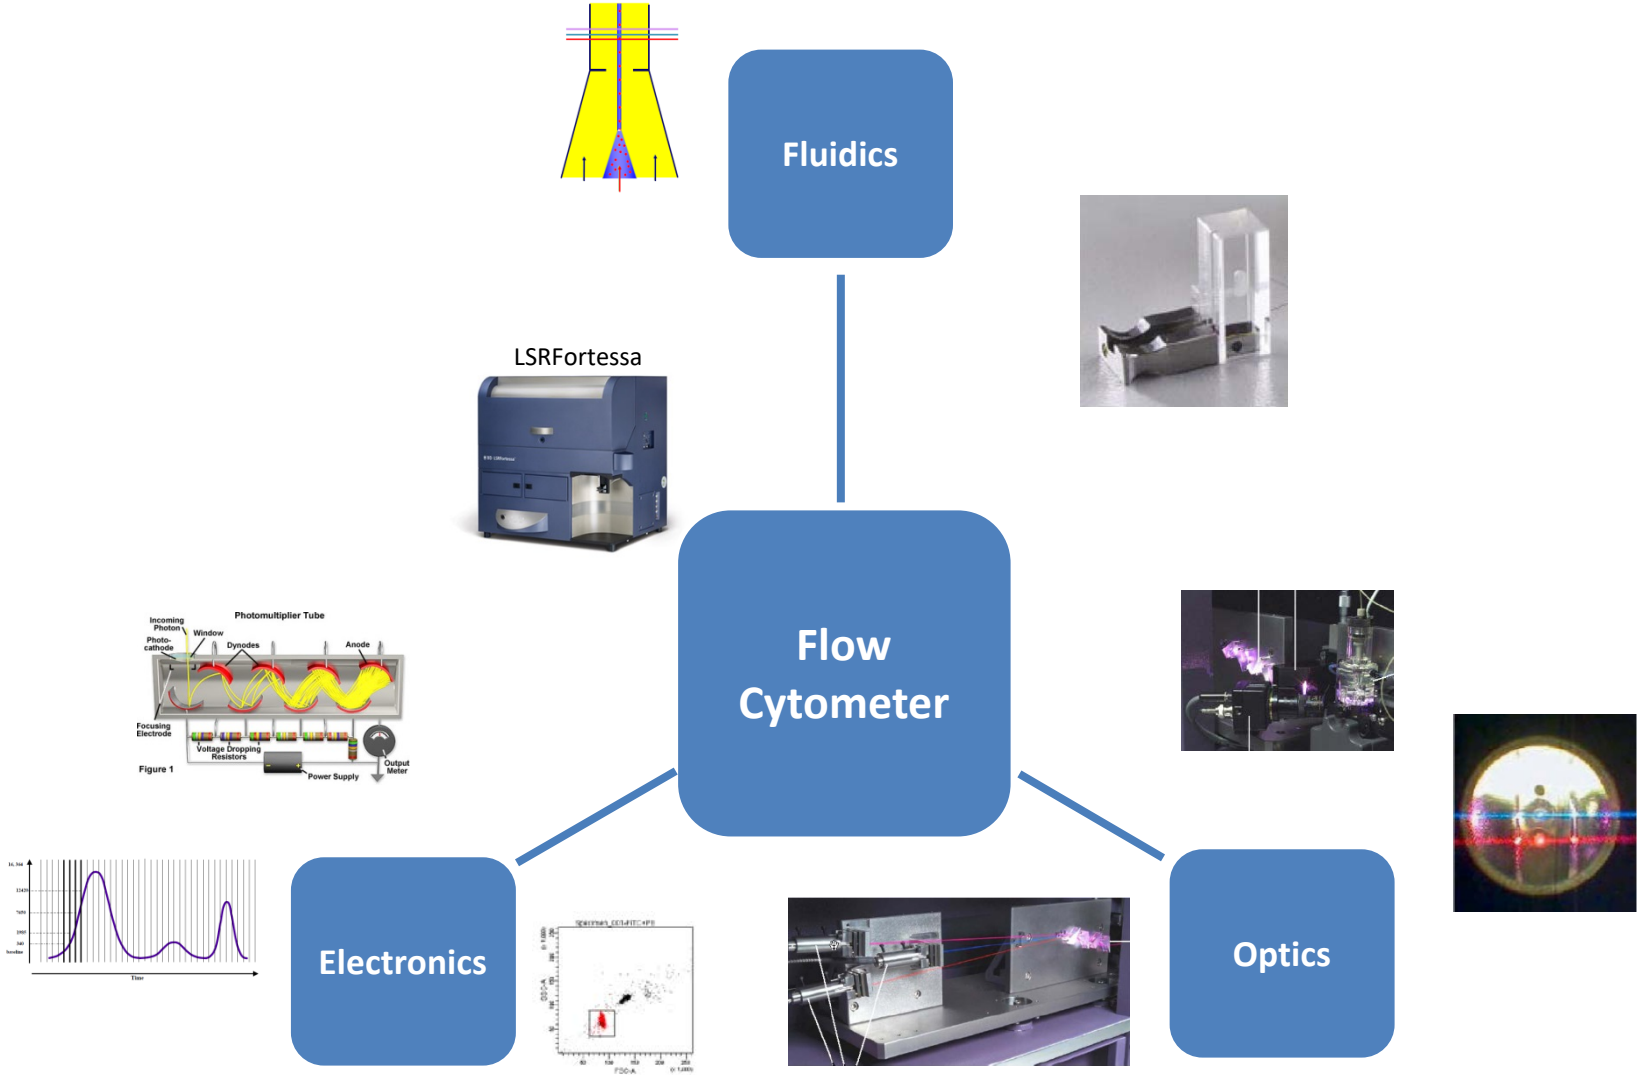 Fluidics
LSRFortessa
Flow
Cytometer
Photomultiplier Tube
Incoming
Photon
Window
Photo-
cathode
Dynodes
Anode
Focusing
Electrode
Voltage Dropping
Resistors
Power Supply
Output
Meter
Figure 1
Electronics
Optics
baseline
Time